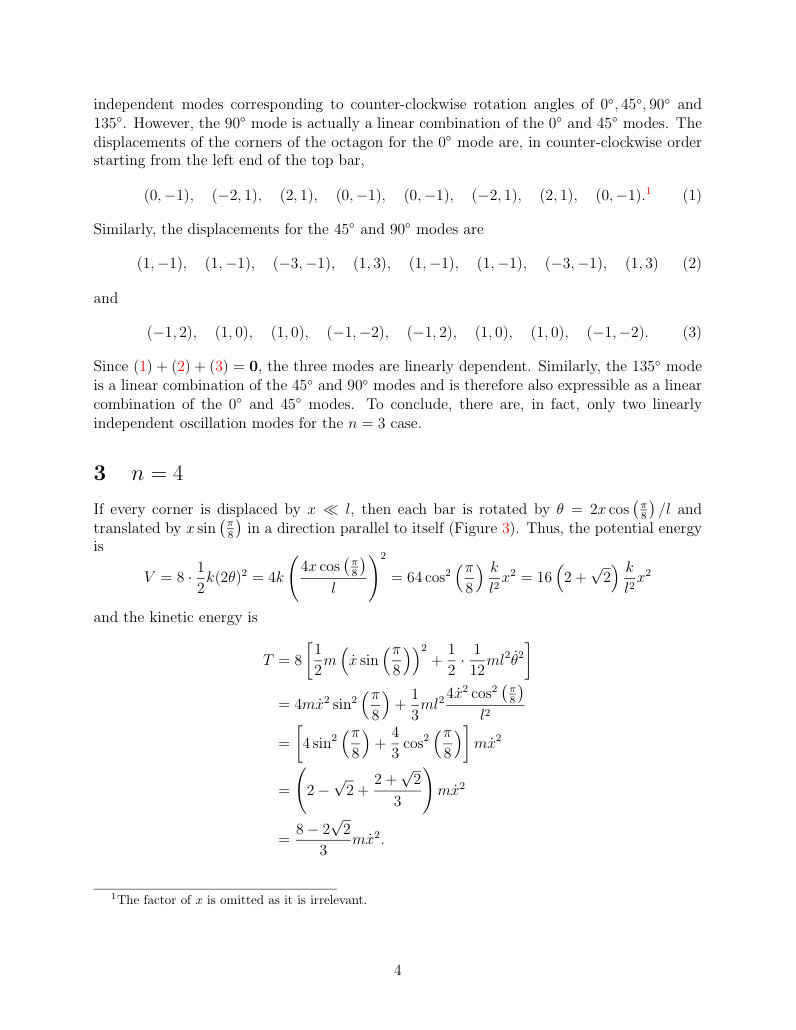 independent modes corresponding to counter-clockwise rotation angles of 0°, 45°, 90° and
135°. However, the 90° mode is actually a linear combination of the 0° and 45° modes. The
displacements of the corners of the octagon for the 0° mode are, in counter-clockwise order
starting from the left end of the top bar,
(0, −1), (−2, 1), (2, 1), (0, −1), (0, −1), (−2, 1), (2, 1), (0, −1).¹ (1)
Similarly, the displacements for the 45° and 90° modes are
(1, −1), (1, −1), (−3, −1), (1, 3), (1, −1), (1, −1), (−3, −1), (1, 3) (2)
and
(−1, 2), (1, 0), (1, 0), (−1, −2), (−1, 2), (1, 0), (1, 0), (−1, −2). (3)
Since (1) + (2) + (3) = 0, the three modes are linearly dependent. Similarly, the 135° mode
is a linear combination of the 45° and 90° modes and is therefore also expressible as a linear
combination of the 0° and 45° modes. To conclude, there are, in fact, only two linearly
independent oscillation modes for the n = 3 case.
3 n = 4
If every corner is displaced by x ≪ l, then each bar is rotated by θ = 2x cos (π/8) /l and
translated by x sin (π/8) in a direction parallel to itself (Figure 3). Thus, the potential energy
is
V = 8 · 1/2 k(2θ)² = 4k (4x cos (π/8) / l)² = 64 cos² (π/8) k/l² x² = 16 (2 + √2) k/l² x²
and the kinetic energy is
T = 8 [1/2 m (ẋ sin (π/8))² + 1/2 · 1/12 ml²θ̇²]
= 4mẋ² sin² (π/8) + 1/3 ml² 4ẋ² cos² (π/8) / l²
= [4 sin² (π/8) + 4/3 cos² (π/8)] mẋ²
= (2 − √2 + (2 + √2)/3) mẋ²
= (8 − 2√2)/3 mẋ².
¹The factor of x is omitted as it is irrelevant.
4